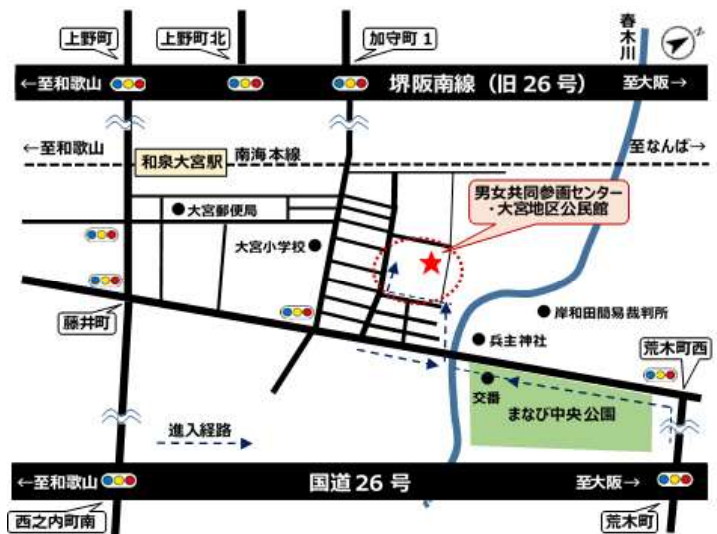 上野町
上野町北
加守町 1
春木川
N
←至和歌山
堺阪南線（旧 26 号）
至大阪→
←至和歌山
和泉大宮駅
南海本線
至なんば→
男女共同参画センター
・大宮地区公民館
●大宮郵便局
大宮小学校●
●岸和田簡易裁判所
藤井町
●兵主神社
荒木町西
交番
まなび中央公園
進入経路
←至和歌山
国道 26 号
至大阪→
西之内町南
荒木町